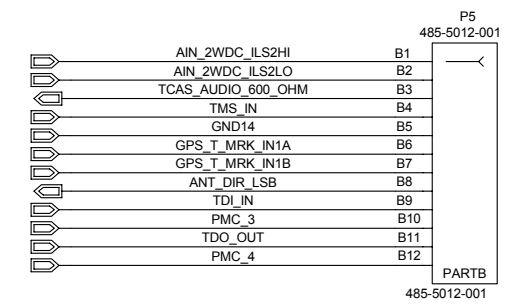 P5
485-5012-001
AIN_2WDC_ILS2HI B1
AIN_2WDC_ILS2LO B2
TCAS_AUDIO_600_OHM B3
TMS_IN B4
GND14 B5
GPS_T_MRK_IN1A B6
GPS_T_MRK_IN1B B7
ANT_DIR_LSB B8
TDI_IN B9
PMC_3 B10
TDO_OUT B11
PMC_4 B12
PARTB
485-5012-001